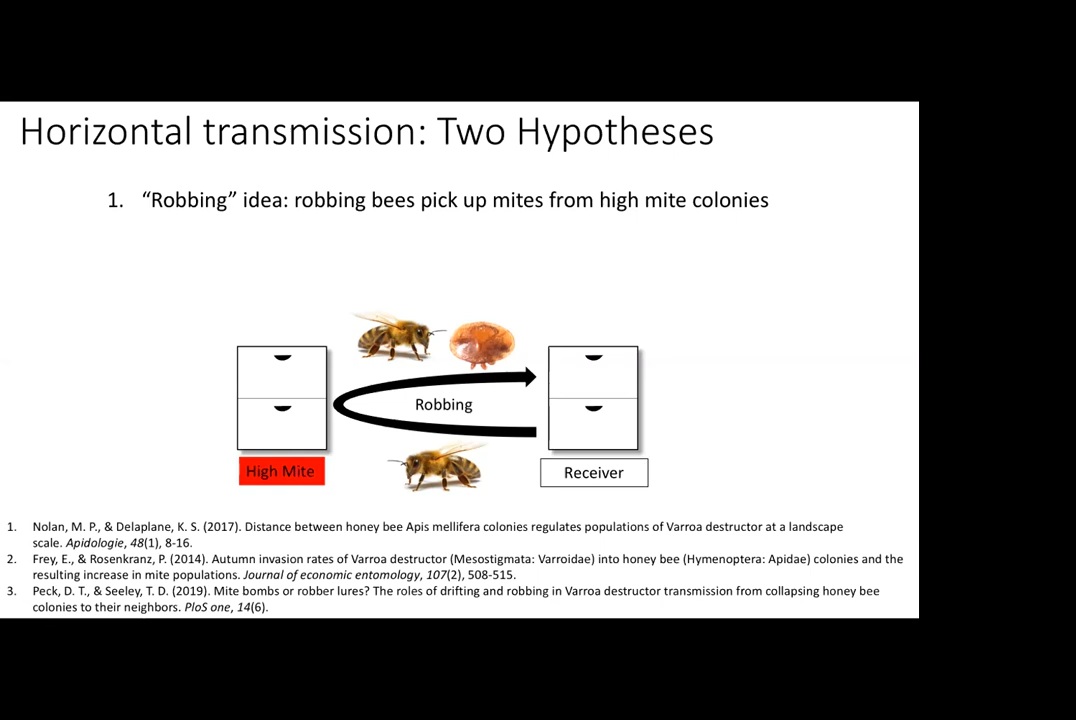 Horizontal transmission: Two Hypotheses
1. “Robbing” idea: robbing bees pick up mites from high mite colonies
Robbing
High Mite
Receiver
1. Nolan, M. P., & Delaplane, K. S. (2017). Distance between honey bee Apis mellifera colonies regulates populations of Varroa destructor at a landscape
scale. Apidologie, 48(1), 8-16.
2. Frey, E., & Rosenkranz, P. (2014). Autumn invasion rates of Varroa destructor (Mesostigmata: Varroidae) into honey bee (Hymenoptera: Apidae) colonies and the
resulting increase in mite populations. Journal of economic entomology, 107(2), 508-515.
3. Peck, D. T., & Seeley, T. D. (2019). Mite bombs or robber lures? The roles of drifting and robbing in Varroa destructor transmission from collapsing honey bee
colonies to their neighbors. PloS one, 14(6).